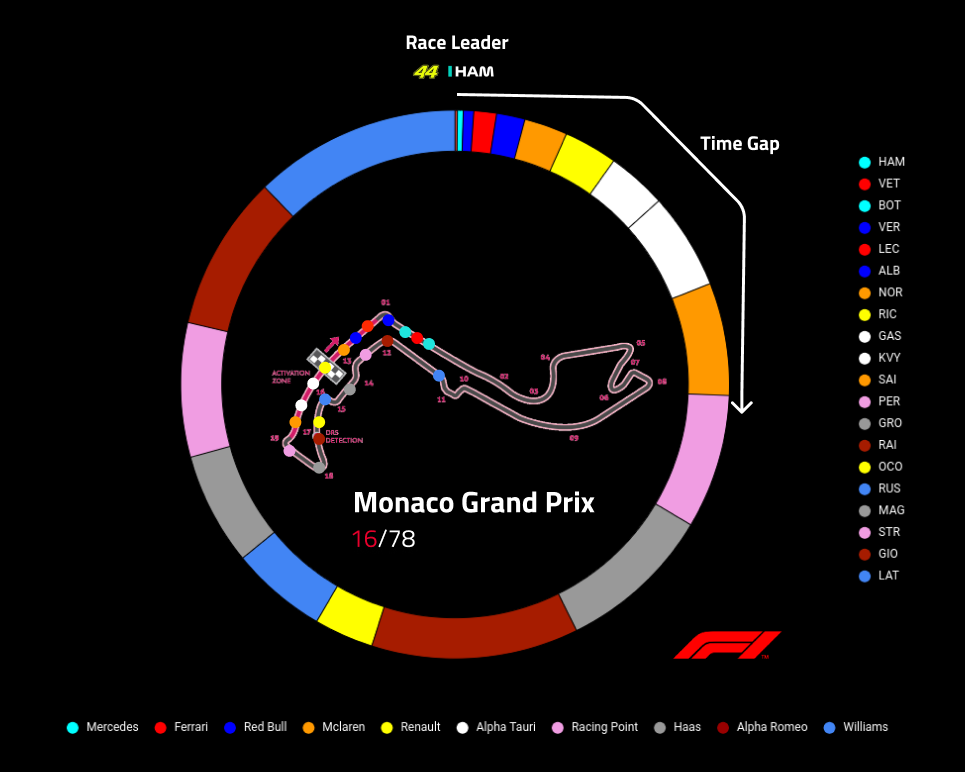 Race Leader
44 HAM
Time Gap
HAM
VET
BOT
VER
LEC
ALB
NOR
RIC
GAS
KVY
SAI
PER
GRO
RAI
OCO
RUS
MAG
STR
GIO
LAT
01
13
12
ACTIVATION
ZONE
14
15
17
DRS
DETECTION
18
16
11
10
02
03
04
05
07
06
08
09
Monaco Grand Prix
16/78
F1
Mercedes
Ferrari
Red Bull
Mclaren
Renault
Alpha Tauri
Racing Point
Haas
Alpha Romeo
Williams